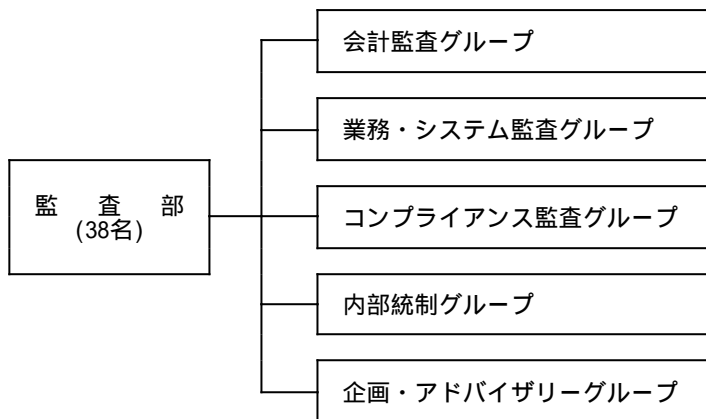 会計監査グループ
業務・システム監査グループ
監査部
(38名)
コンプライアンス監査グループ
内部統制グループ
企画・アドバイザリーグループ